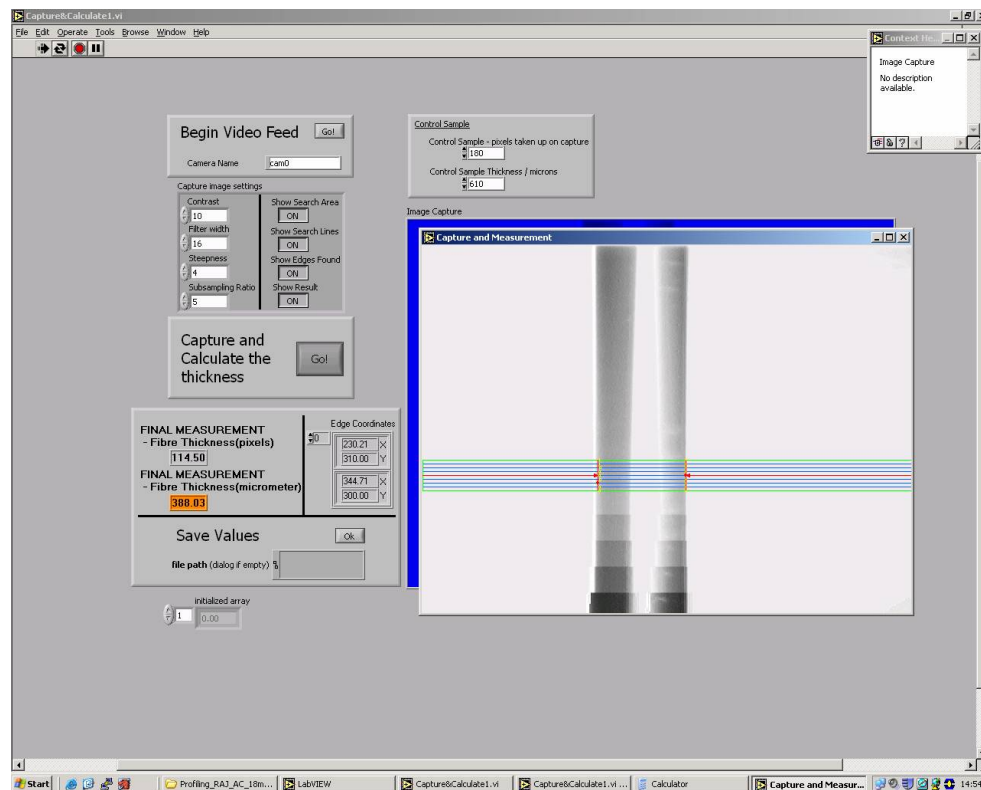 Capture&Calculate1.vi
File Edit Operate Tools Browse Window Help
Context He...
Image Capture
No description
available.
Begin Video Feed Go!
Camera Name cam0
Control Sample
Control Sample - pixels taken up on capture
180
Control Sample Thickness / microns
610
Capture image settings
Contrast
10
Filter width
16
Steepness
4
Subsampling Ratio
5
Show Search Area
ON
Show Search Lines
ON
Show Edges Found
ON
Show Result
ON
Image Capture
Capture and Measurement
Capture and
Calculate the
thickness
Go!
FINAL MEASUREMENT
- Fibre Thickness(pixels)
114.50
FINAL MEASUREMENT
- Fibre Thickness(micrometer)
388.03
Edge Coordinates
0
230.21 X
310.00 Y
344.71 X
300.00 Y
Save Values Ok
file path (dialog if empty)
initialized array
1 0.00
Start Profiling_RAJ_AC_18m... LabVIEW Capture&Calculate1.vi Capture&Calculate1.vi ... Calculator Capture and Measur... 14:54